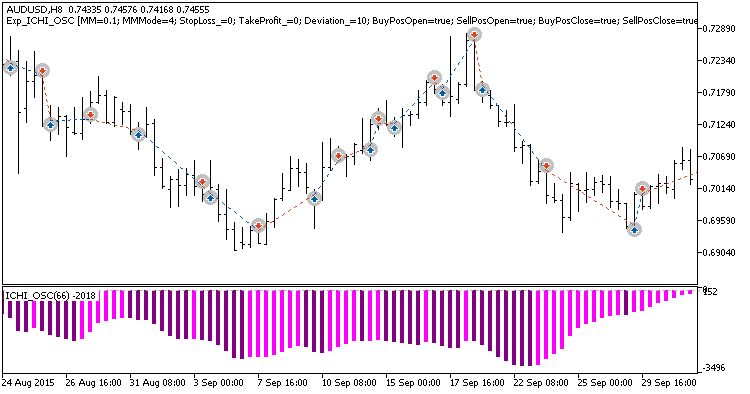 AUDUSD,H8 0.74335 0.74576 0.74168 0.74555
Exp_ICHI_OSC [MM=0.1; MMMode=4; StopLoss_=0; TakeProfit_=0; Deviation_=10; BuyPosOpen=true; SellPosOpen=true; BuyPosClose=true; SellPosClose=true
0.72890
0.72340
0.71790
0.71240
0.70690
0.70140
0.69590
0.69040
ICHI_OSC(66) -2018
152
-3496
24 Aug 2015 26 Aug 16:00 31 Aug 08:00 3 Sep 00:00 7 Sep 16:00 10 Sep 08:00 15 Sep 00:00 17 Sep 16:00 22 Sep 08:00 25 Sep 00:00 29 Sep 16:00